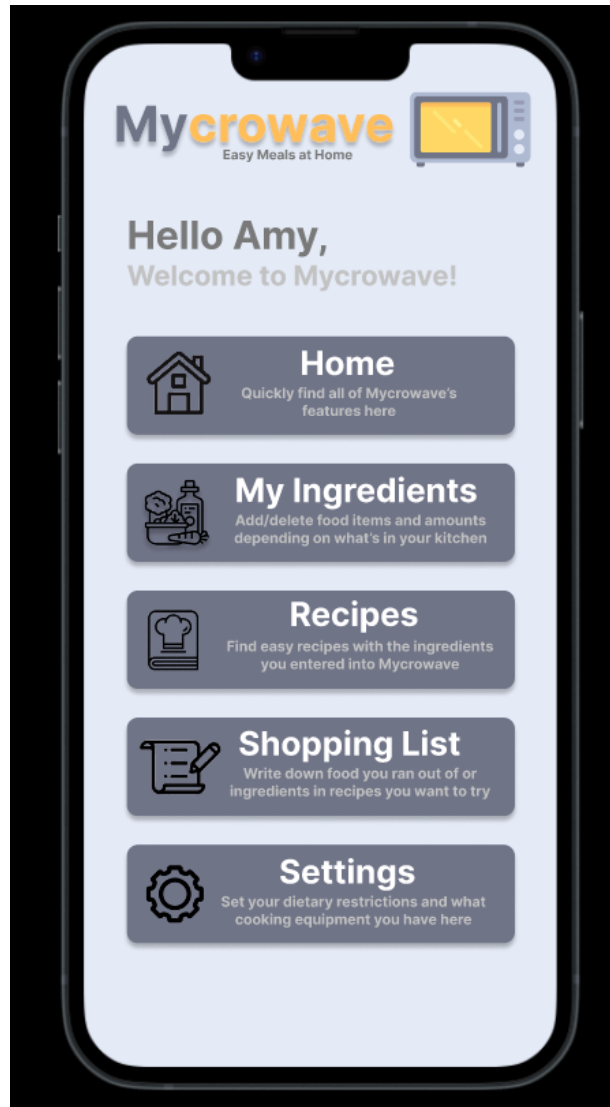 Mycrowave
Easy Meals at Home
Hello Amy,
Welcome to Mycrowave!
Home
Quickly find all of Mycrowave's
features here
My Ingredients
Add/delete food items and amounts
depending on what's in your kitchen
Recipes
Find easy recipes with the ingredients
you entered into Mycrowave
Shopping List
Write down food you ran out of or
ingredients in recipes you want to try
Settings
Set your dietary restrictions and what
cooking equipment you have here